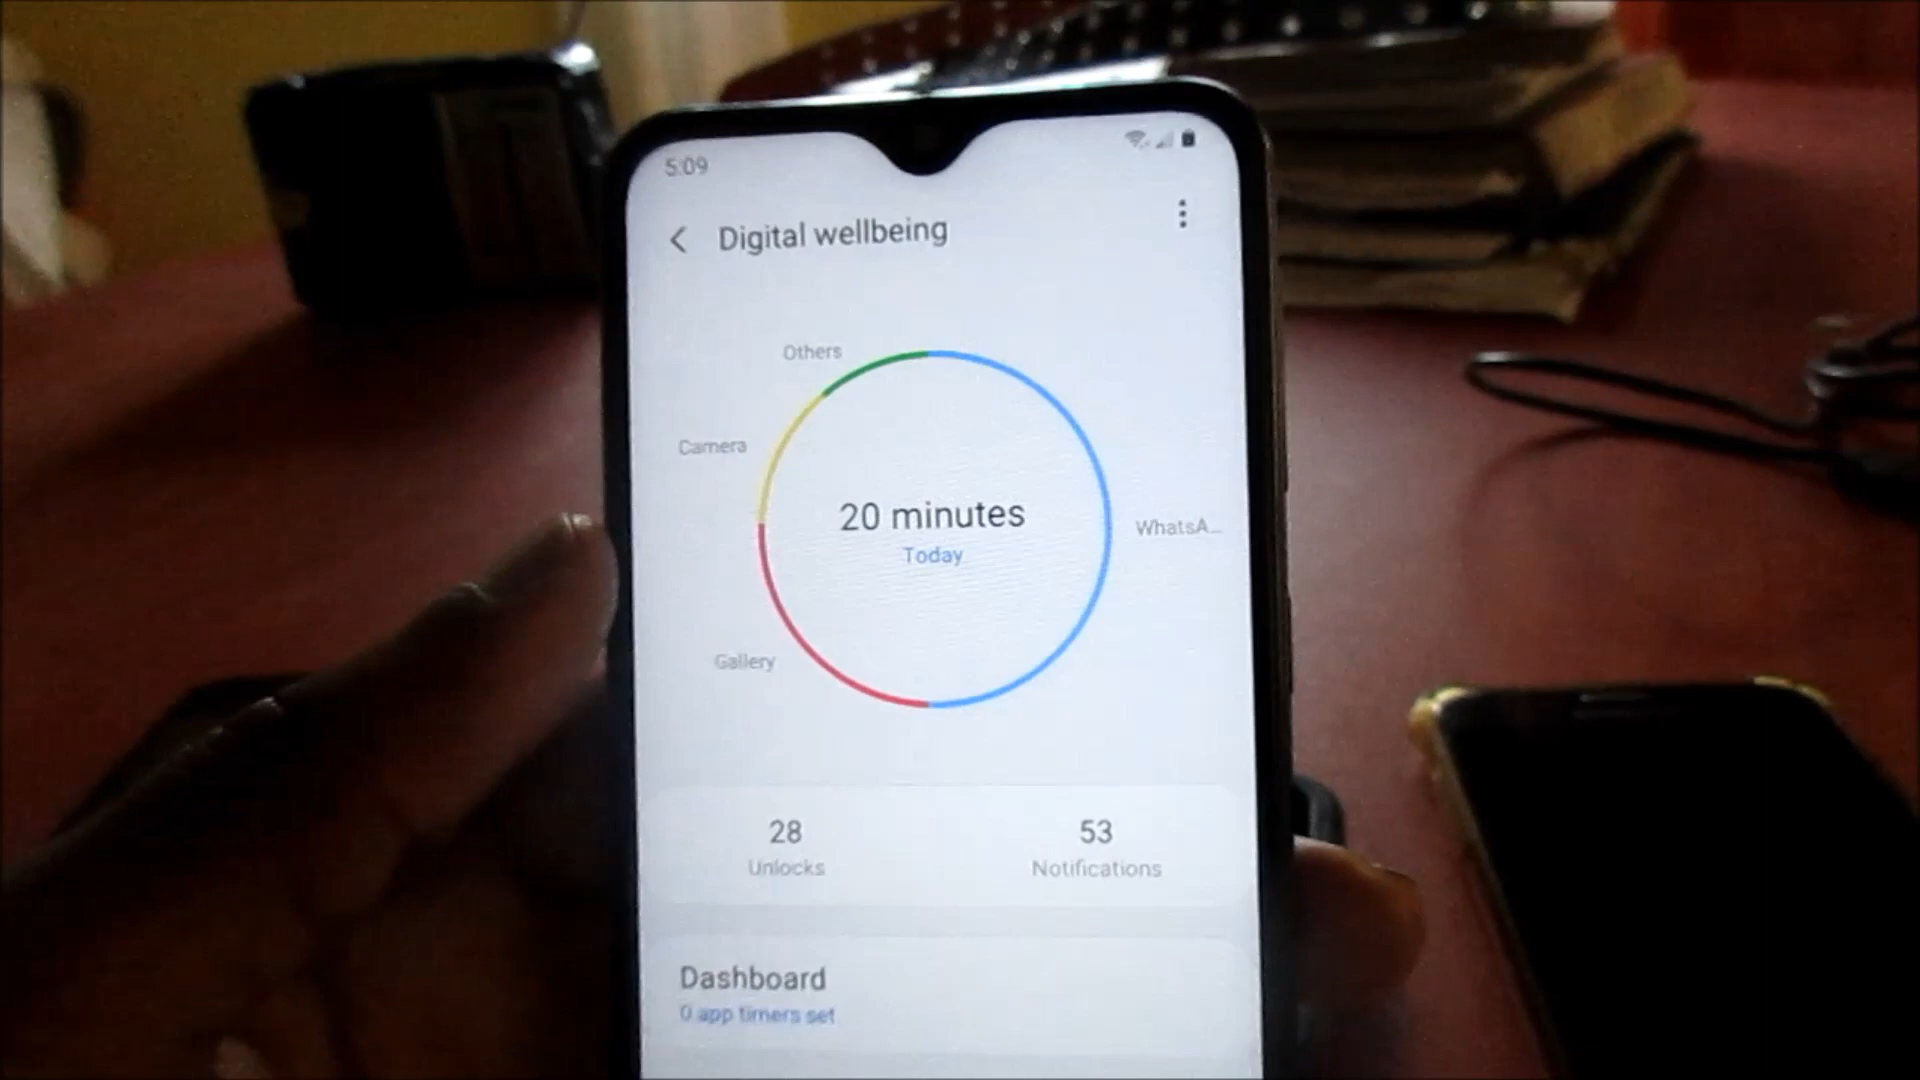 5:09
Digital wellbeing
Others
Camera
20 minutes
WhatsA...
Today
Gallery
28
53
Unlocks
Notifications
Dashboard
0 app timers set